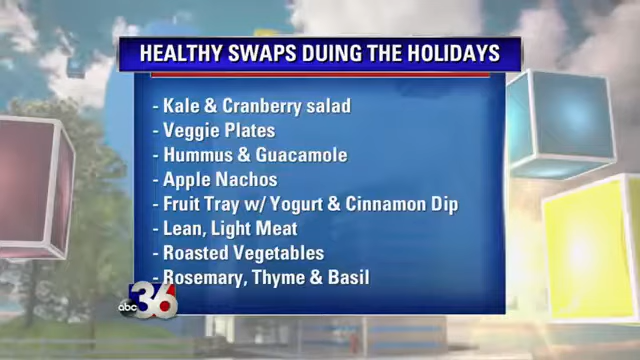 HEALTHY SWAPS DUING THE HOLIDAYS
- Kale & Cranberry salad
- Veggie Plates
- Hummus & Guacamole
- Apple Nachos
- Fruit Tray w/ Yogurt & Cinnamon Dip
- Lean, Light Meat
- Roasted Vegetables
- Rosemary, Thyme & Basil
abc 36